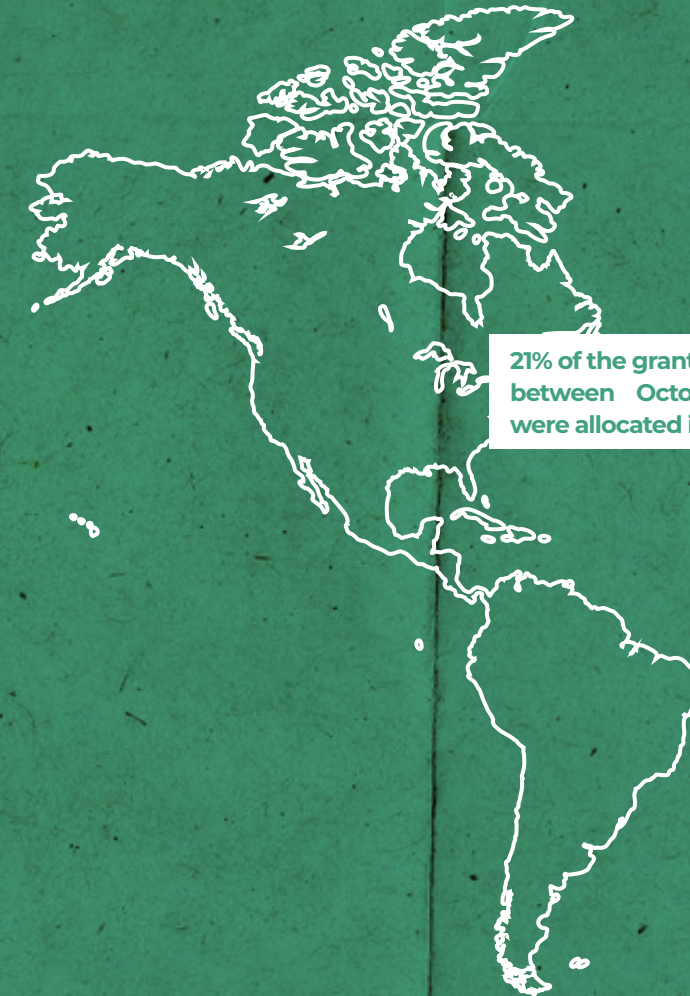 21% of the grant
between Octo
were allocated i